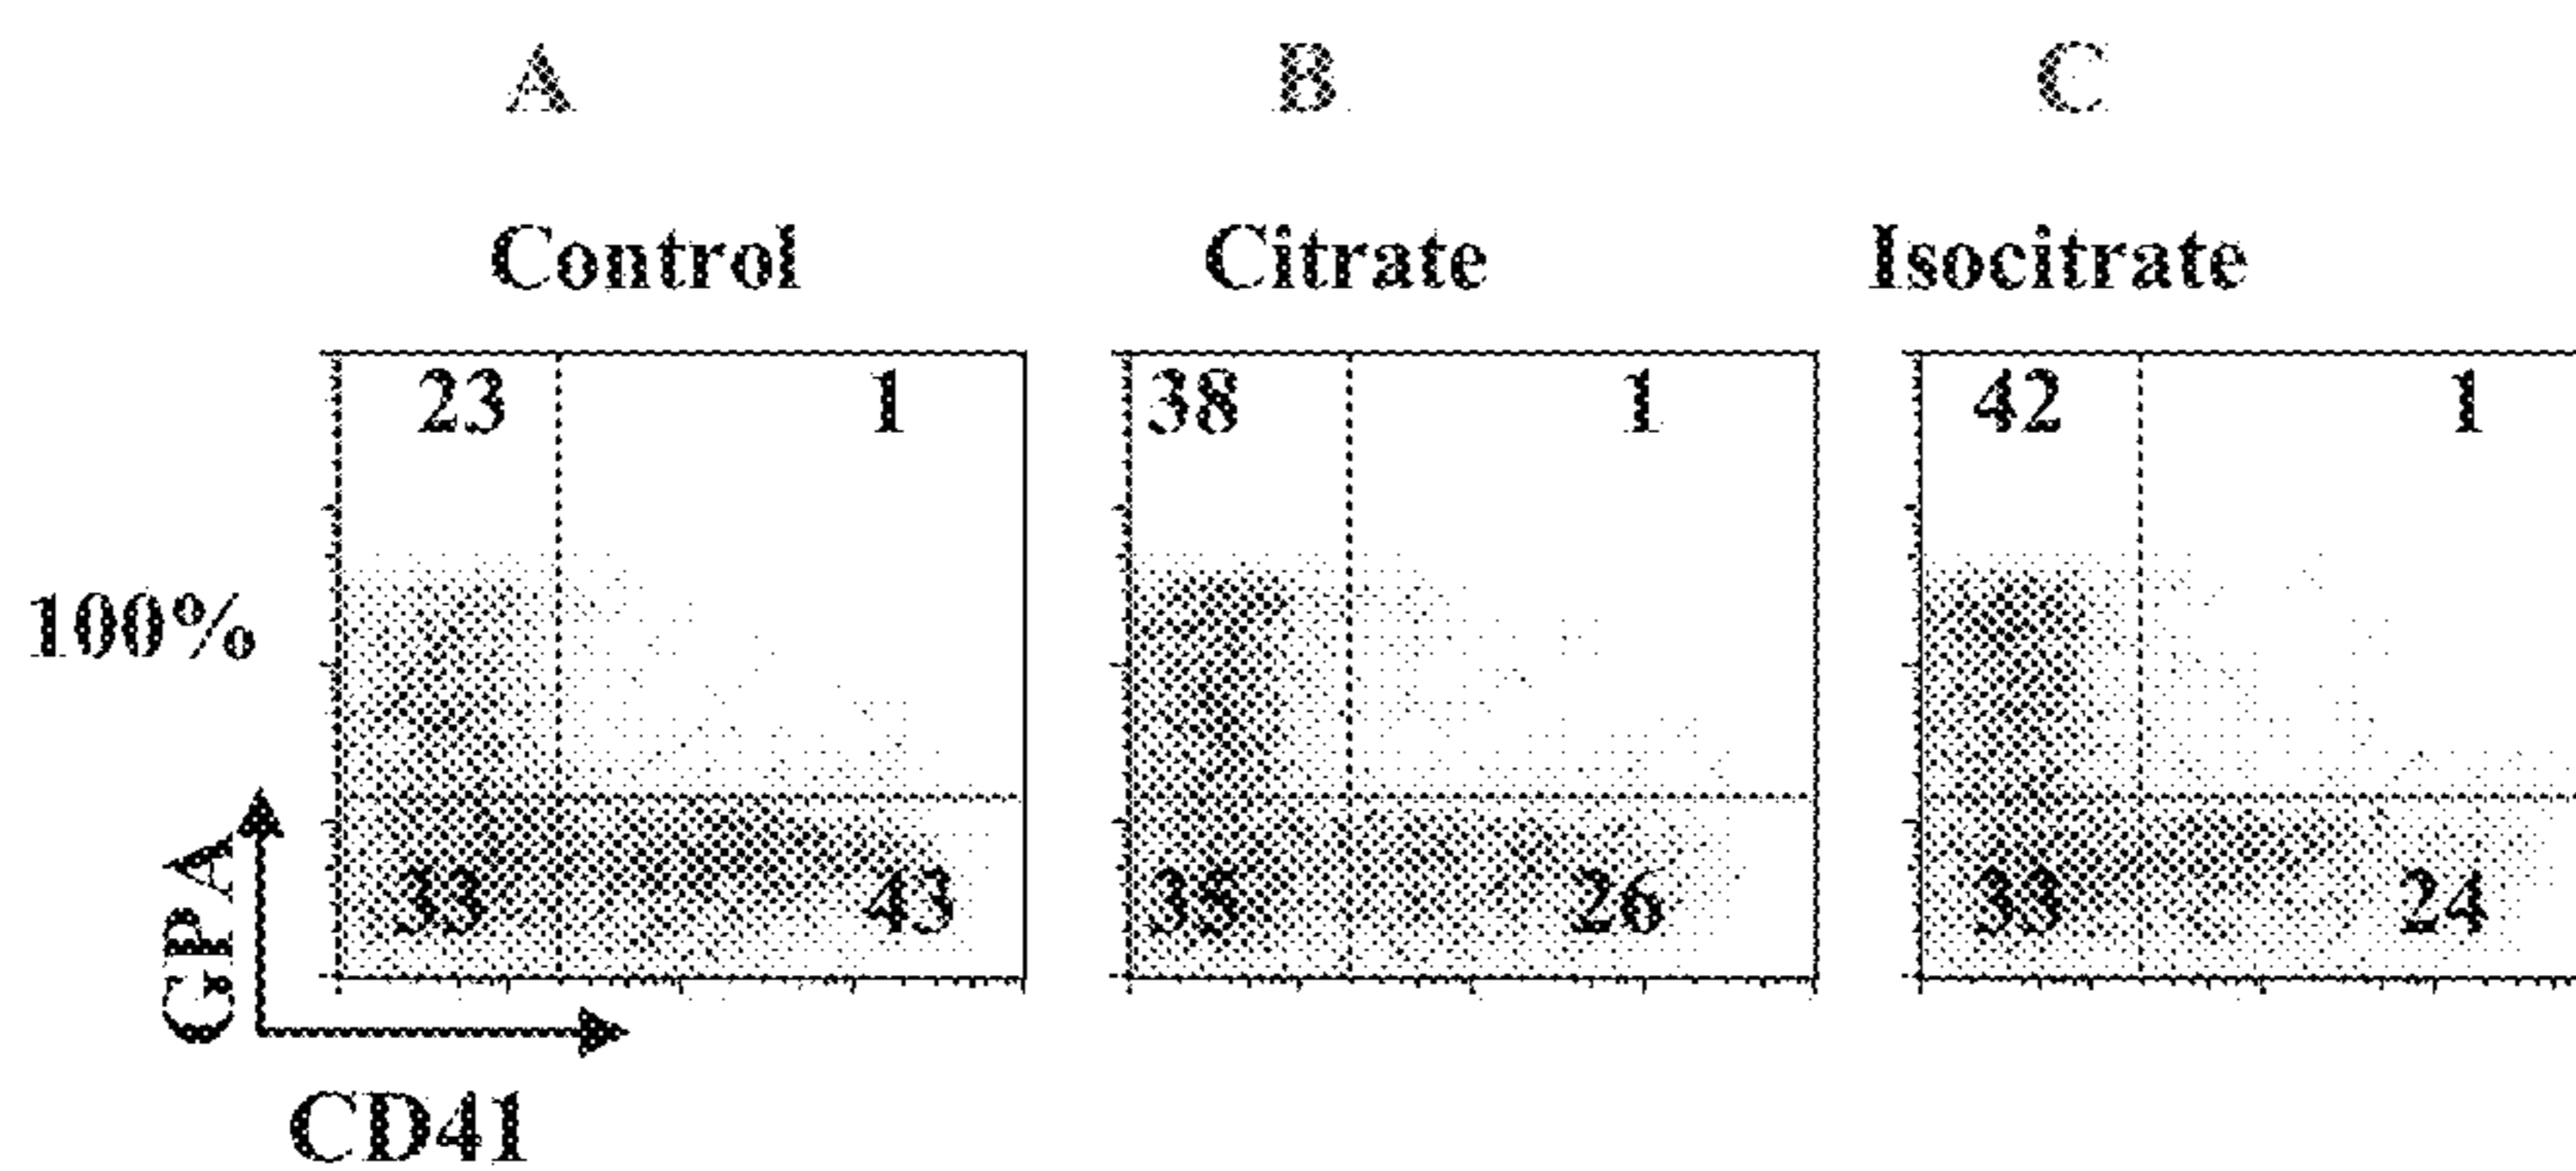 A B C
Control Citrate Isocitrate
23 1 38 1 42 1
100%
33 43 35 26 33 24
GPA
CD41